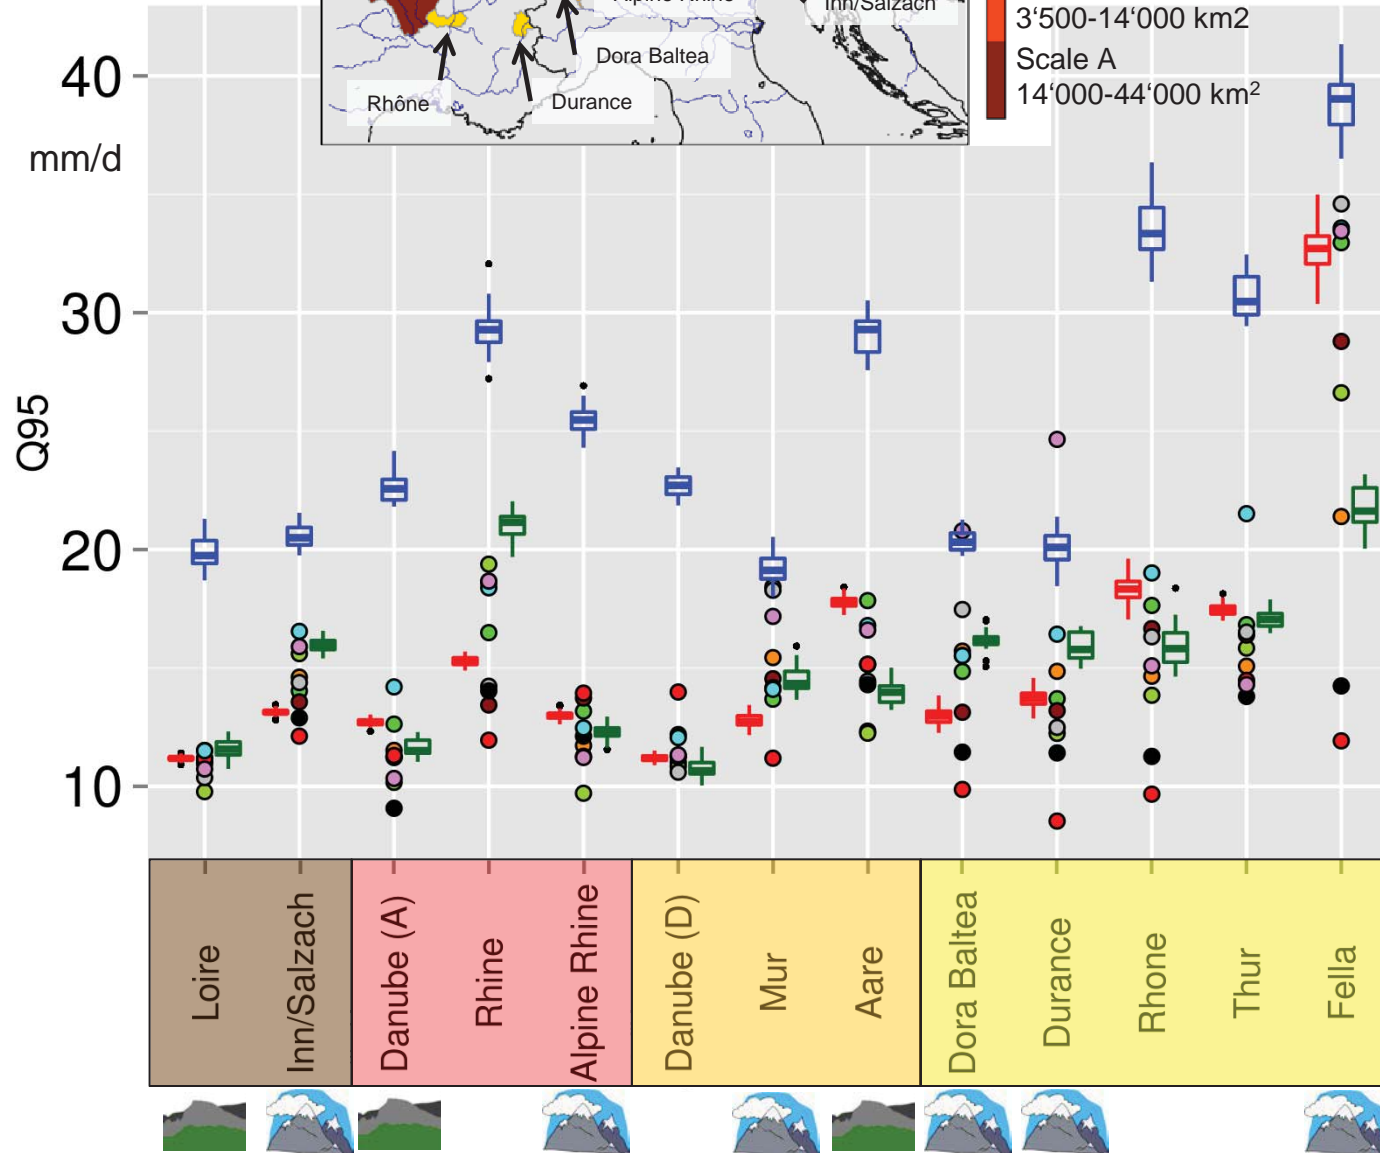 Alpine Rhine
Inn/Salzach
3'500-14'000 km2
Scale A
14'000-44'000 km²
Dora Baltea
Rhône
Durance
40
mm/d
30
Q95
20
10
Loire
Inn/Salzach
Danube (A)
Rhine
Alpine Rhine
Danube (D)
Mur
Aare
Dora Baltea
Durance
Rhone
Thur
Fella